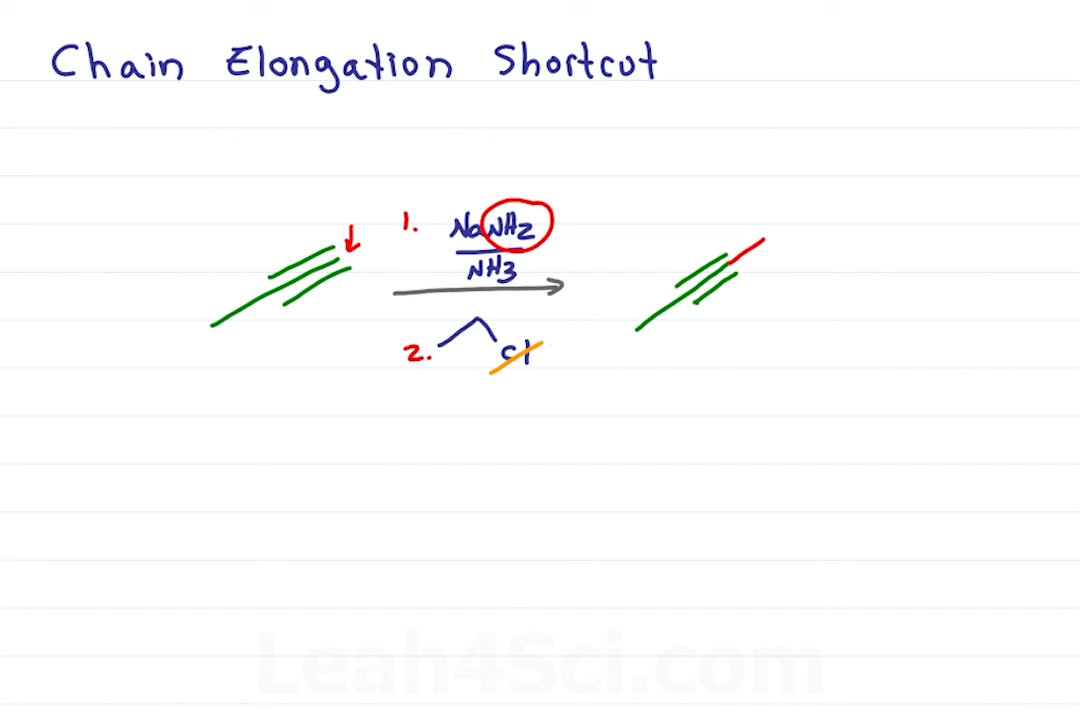 Chain Elongation Shortcut
1. NaNH2
NH3
2. Cl
Leah4Sci.com